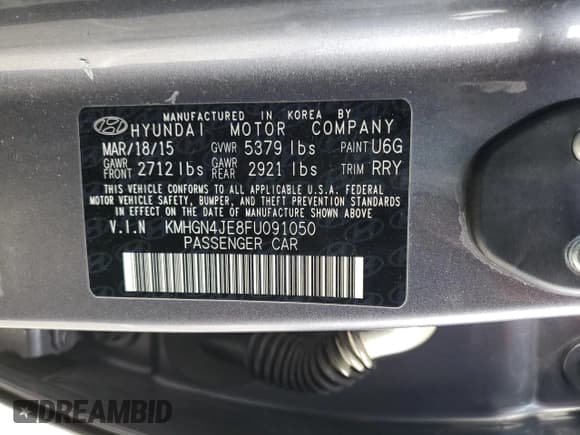 MANUFACTURED IN KOREA BY
HYUNDAI MOTOR COMPANY
MAR/18/15 GVWR 5379 lbs PAINT U6G
GAWR FRONT 2712 lbs GAWR REAR 2921 lbs TRIM RRY
THIS VEHICLE CONFORMS TO ALL APPLICABLE U.S.A. FEDERAL
MOTOR VEHICLE SAFETY, BUMPER, AND THEFT PREVENTION STANDARDS
IN EFFECT ON THE DATE OF MANUFACTURE SHOWN ABOVE.
V.I.N KMHGN4JE8FU091050
PASSENGER CAR
DREAMBID